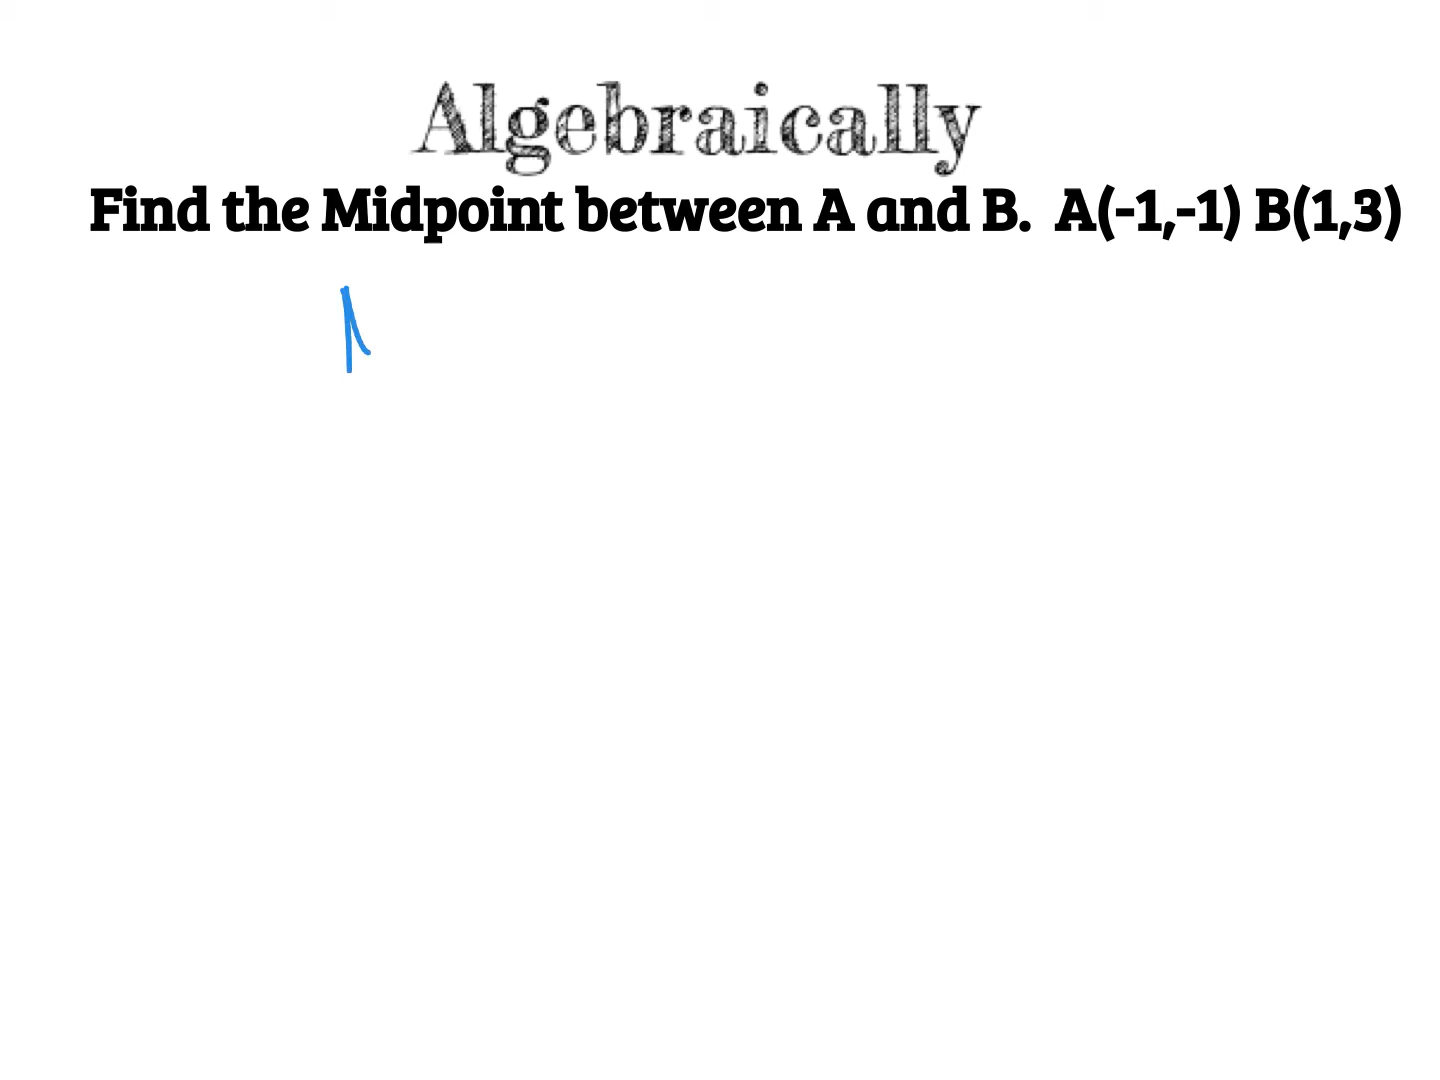 Algebraically
Find the Midpoint between A and B. A(-1,-1) B(1,3)